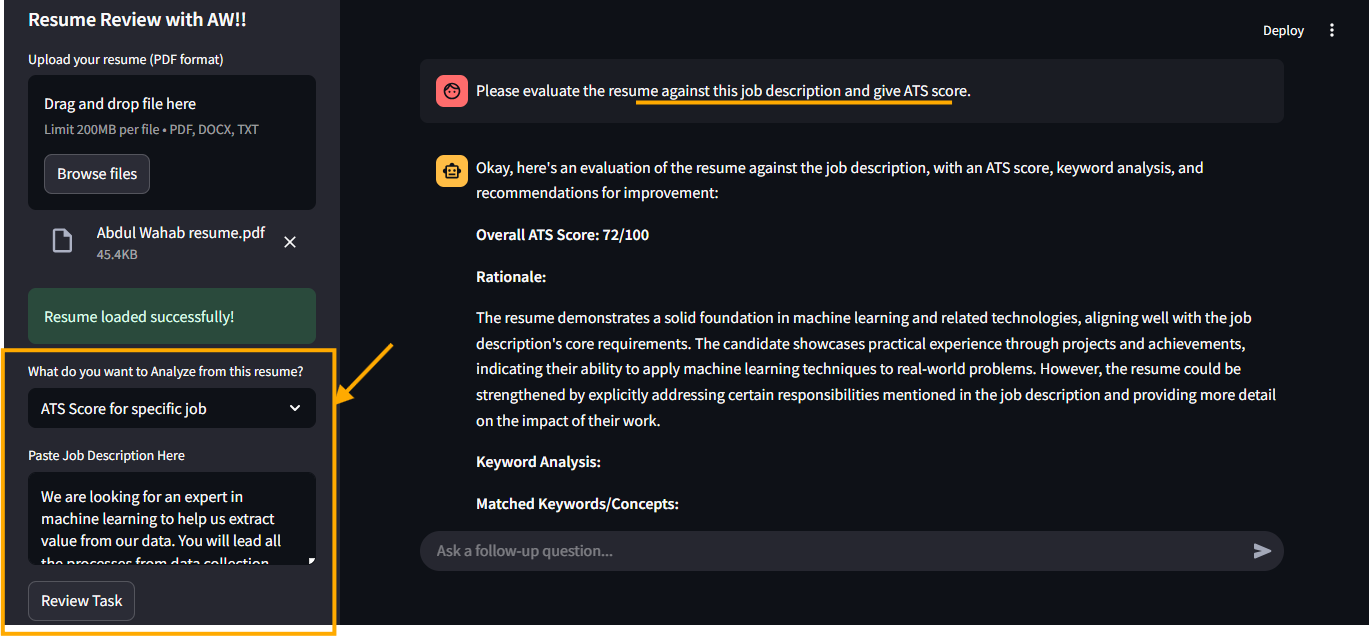 Resume Review with AW!!
Upload your resume (PDF format)
Drag and drop file here
Limit 200MB per file • PDF, DOCX, TXT
Browse files
Abdul Wahab resume.pdf
45.4KB
Resume loaded successfully!
What do you want to Analyze from this resume?
ATS Score for specific job
Paste Job Description Here
We are looking for an expert in
machine learning to help us extract
value from our data. You will lead all
the processes from data collection
Review Task
Deploy
Please evaluate the resume against this job description and give ATS score.
Okay, here's an evaluation of the resume against the job description, with an ATS score, keyword analysis, and
recommendations for improvement:
Overall ATS Score: 72/100
Rationale:
The resume demonstrates a solid foundation in machine learning and related technologies, aligning well with the job
description's core requirements. The candidate showcases practical experience through projects and achievements,
indicating their ability to apply machine learning techniques to real-world problems. However, the resume could be
strengthened by explicitly addressing certain responsibilities mentioned in the job description and providing more detail
on the impact of their work.
Keyword Analysis:
Matched Keywords/Concepts:
Ask a follow-up question...